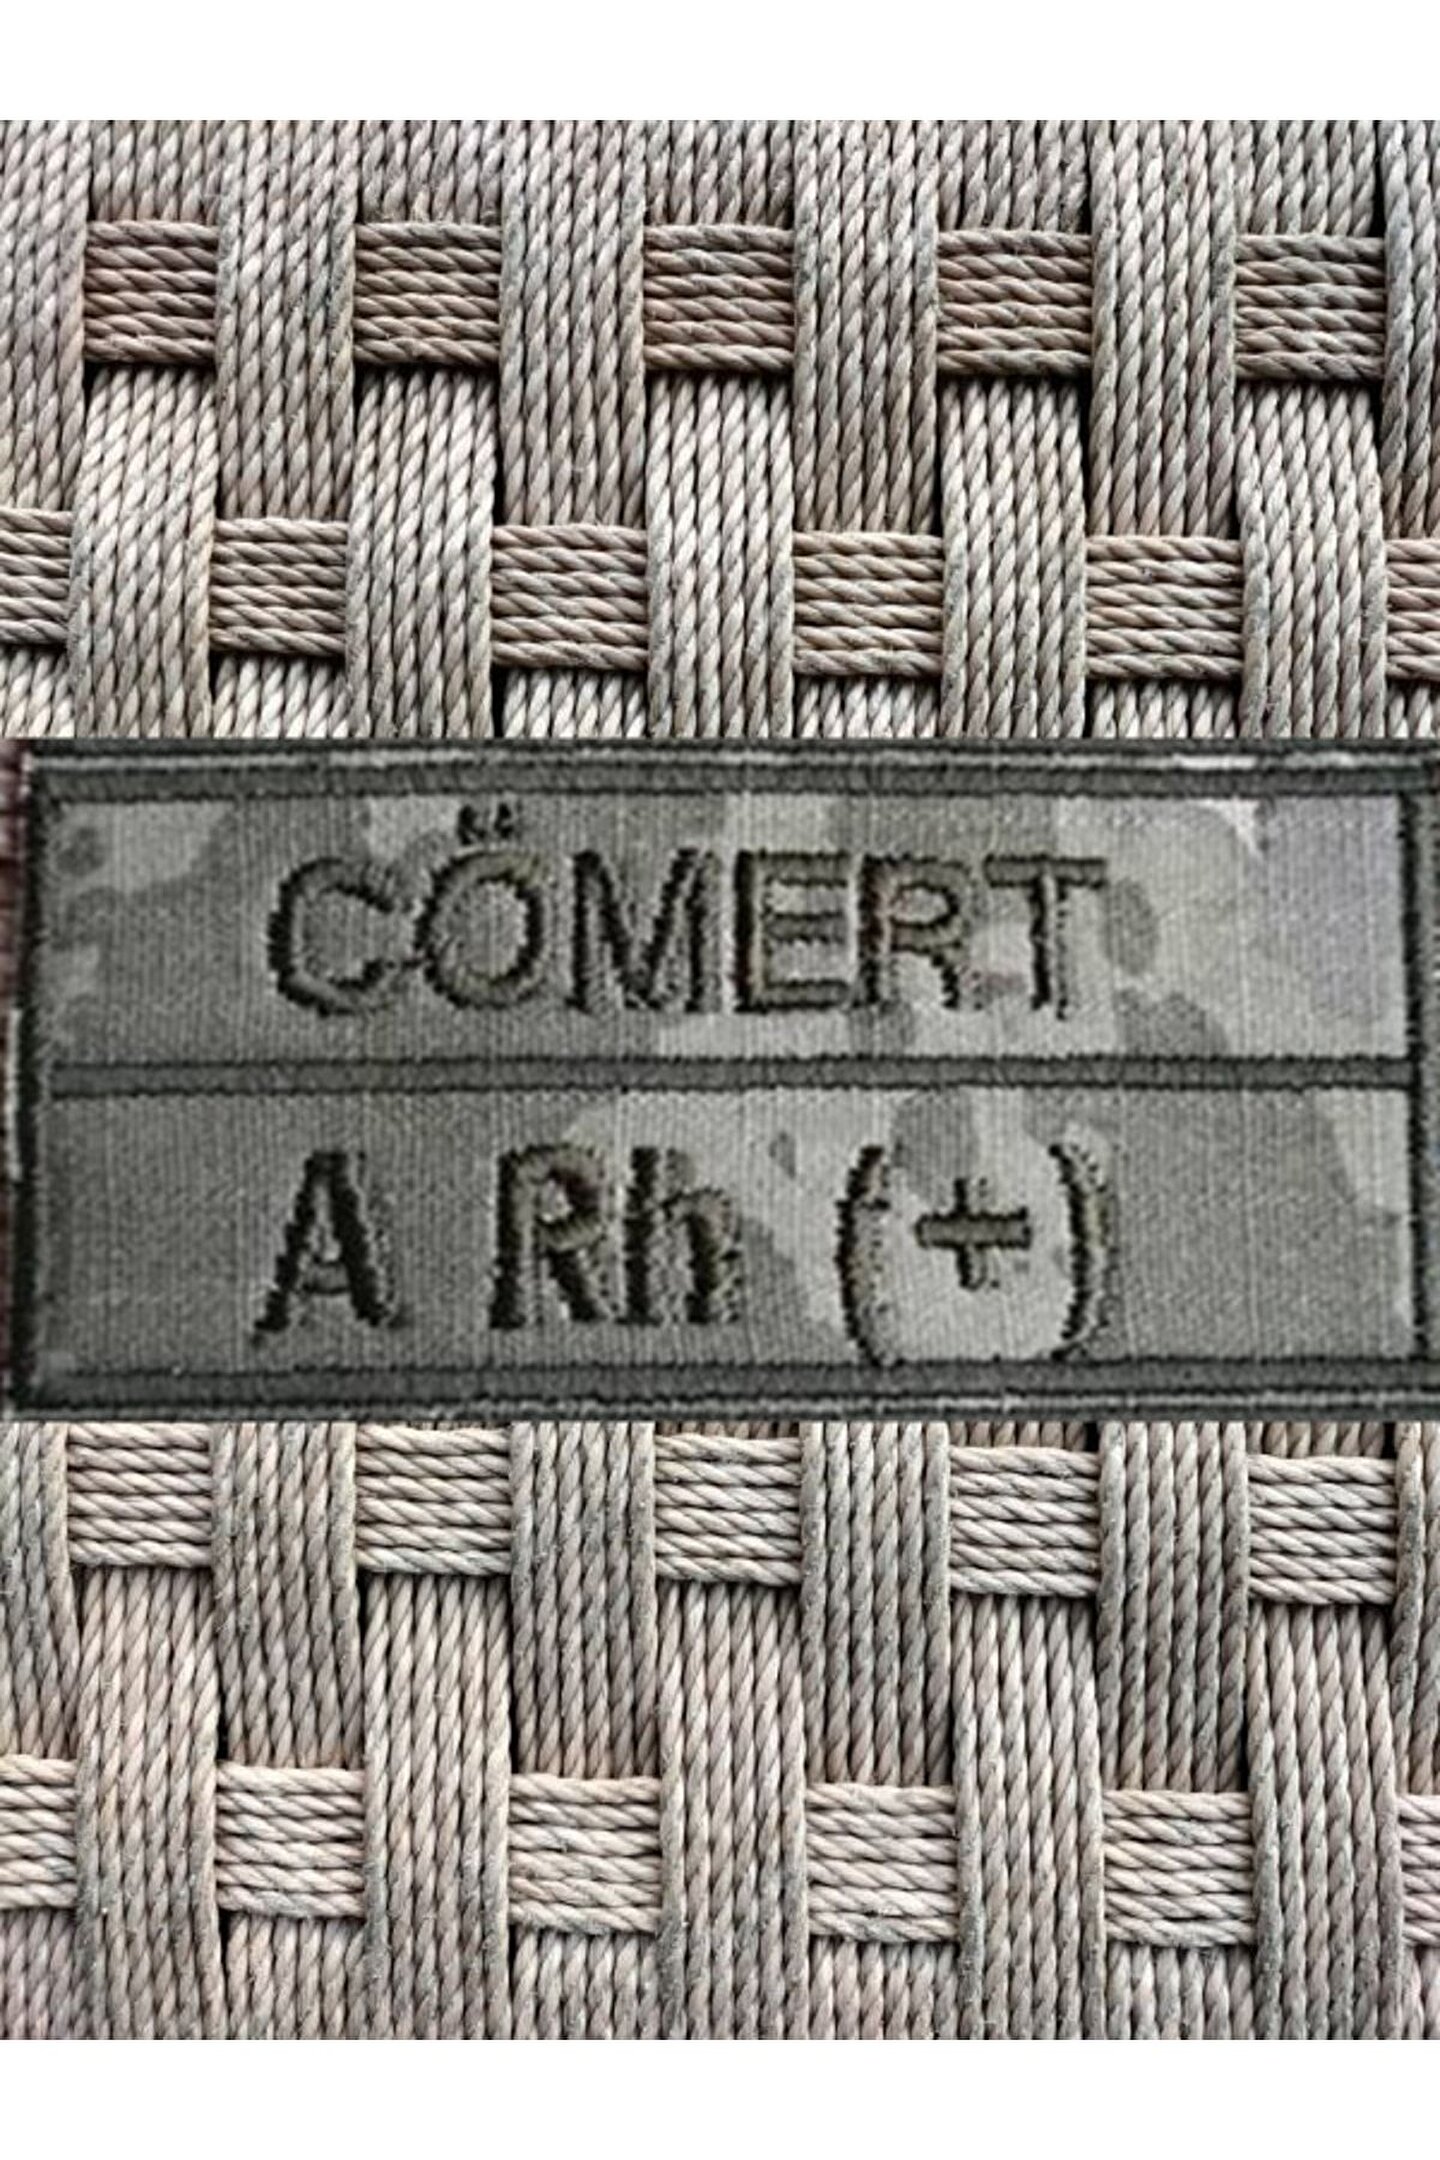 CÖMERT
A Rh (+)